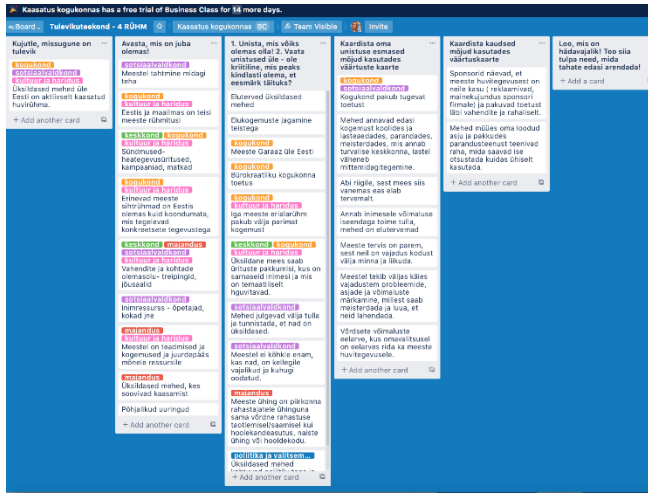 Kaasatus kogukonnas has a free trial of Business Class for 14 more days.
Board
Tulevikuteekond - 4 RÜHM
Kaasatus kogukonnas BC
Team Visible
Invite
Kujutle, missugune on
tulevik
kogukond
sotsiaalvaldkond
kultuur ja haridus
Üksildased mehed üle
Eesti on aktiivselt kaasatud
huvirühma.
+ Add another card
Avasta, mis on juba
olemas!
sotsiaalvaldkond
Meestel tahtmine midagi
teha
kogukond
kultuur ja haridus
Eestis ja maailmas on teisi
meeste rühmitusi
keskkond kogukond
kultuur ja haridus
Sündmused-
heategevusüritused,
kampaaniad, matkad
kogukond
kultuur ja haridus
Erinevad meeste
sihtrühmad on Eestis
olemas kuid koondumata,
mis tegelevad
konkreetsele tegevustega
keskkond majandus
sotsiaalvaldkond
kultuur ja haridus
Vahendite ja kohtade
olemasolu- treipingid,
jõusaalid
sotsiaalvaldkond
Inimressurss - õpetajad,
kokad jne
majandus
kultuur ja haridus
Meestel on teadmised ja
kogemused ja juurdepääs
mõnele ressursile
majandus
Üksildased mehed, kes
soovivad kaasamist
Põhjalikud uuringud
+ Add another card
1. Unista, mis võiks
olemas olla! 2. Vaata
unistused üle - ole
kriitiline, mis peaks
kindlasti olema, et
eesmärk täituks?
Eluterved üksildased
mehed
Elukogemuste jagamine
teistega
kogukond
Meeste Garaaz üle Eesti
kogukond
Bürokraatliku kogukonna
toetus
kogukond
kultuur ja haridus
Iga meeste erialarühm
pakub välja parimat
kogemust
keskkond kogukond
kultuur ja haridus
Üksildane mees saab
ürituste pakkumisi, kus on
sarnaseid inimesi ja mis
on temaatiliselt
hguvitavad.
sotsiaalvaldkond
Mehed julgevad välja tulla
ja tunnistada, et nad on
üksildased.
sotsiaalvaldkond
Meestel ei kõhkle enam,
kas nad, on kellegile
vajalikud ja kuhugi
oodatud.
majandus
Meeste ühing on piirkonna
rahastajatele ühinguna
sama võrdne rahastuse
taotlemisel/saamisel kui
hoolekandeasutus, naiste
ühing või hooldekodu.
poliitika ja valitsem...
Üksildased mehed
+ Add another card
Kaardista oma
unistuse esmased
mõjud kasutades
väärtuste kaarte
kogukond
sotsiaalvaldkond
Kogukond pakub tugevat
toetust
Mehed annavad edasi
kogemust koolides ja
lasteaedades, parandades,
meisterdades, mis annab
turvalise keskkonna, lastel
väheneb
mittemidagitegemine.
Abi riigile, sest mees siis
vanemas eas elab
tervemalt.
Annab inimesele võimaluse
iseendaga toime tulla,
mehed on elutervemad
Meeste tervis on parem,
sest neil on vajadus kodust
välja minna ja liikuda.
Meestel tekib väljas käies
vajadustem probleemide,
asjade ja võimaluste
märkamine, millest saab
meisterdada ja luua, et
neid lahendada.
Võrdsete võimaluste
eelarve, kus omavalitsusel
on eelarves rida ka meeste
huvitegevusele.
+ Add another card
Kaardista kaudsed
mõjud kasutades
väärtuskaarte
Sponsorid näevad, et
meeste huvitegevusest on
neile kasu ( reklaamivad,
mainekujundus sponsori
firmale) ja pakuvad toetust
läbi vahendite ja rahaliselt.
Mehed müües oma loodud
asju ja pakkudes
parandusteenust teenivad
raha, mida saavad ise
otsustada kuidas ühiselt
kasutada.
+ Add another card
Loo, mis on
hädavajalik! Too siia
tulpa need, mida
tahate edasi arendada!
+ Add a card